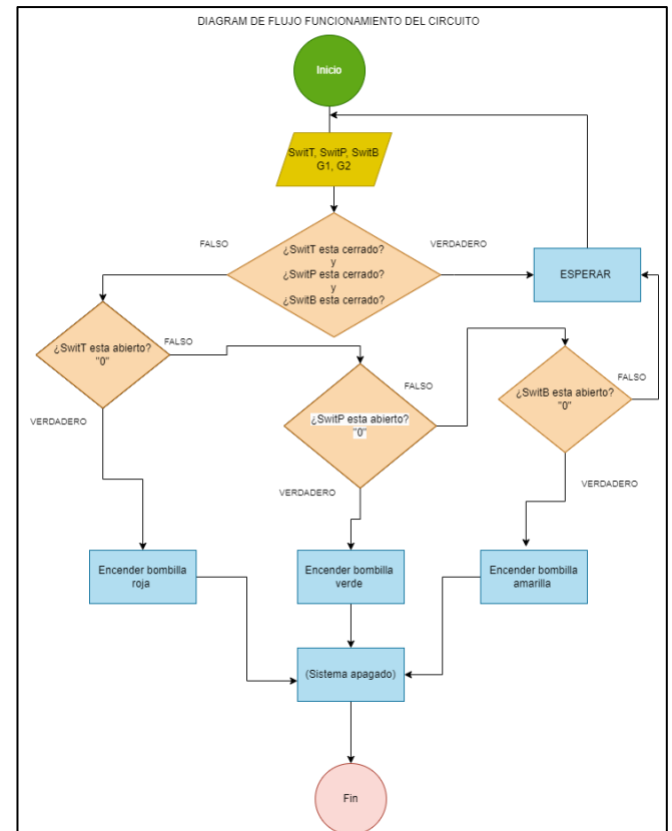 DIAGRAM DE FLUJO FUNCIONAMIENTO DEL CIRCUITO
Inicio
SwitT, SwitP, SwitB
G1, G2
FALSO
¿SwitT esta cerrado?
y
¿SwitP esta cerrado?
y
¿SwitB esta cerrado?
VERDADERO
ESPERAR
¿SwitT esta abierto?
"0"
FALSO
VERDADERO
¿SwitP esta abierto?
"0"
FALSO
VERDADERO
¿SwitB esta abierto?
"0"
FALSO
VERDADERO
Encender bombilla
roja
Encender bombilla
verde
Encender bombilla
amarilla
(Sistema apagado)
Fin